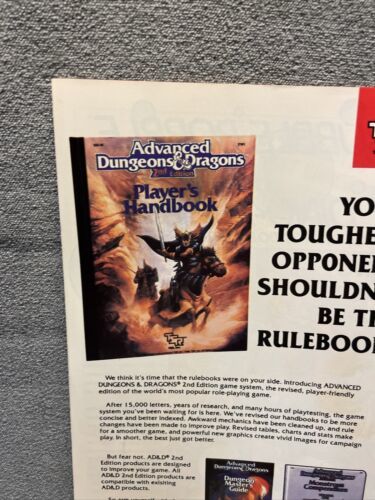 Advanced
Dungeons & Dragons
2nd Edition
Player's
Handbook
TSR
YO
TOUGHE
OPPONE
SHOULDN
BE T
RULEBOO
We think it's time that the rulebooks were on your side. Introducing ADVANCED
DUNGEONS & DRAGONS® 2nd Edition game system, the revised, player-friendly
edition of the world's most popular role-playing game.
After 15,000 letters, years of research, and many hours of playtesting, the game
system you've been waiting for is here. We've revised our handbooks to be more
concise and better indexed. Awkward mechanics have been cleaned up, and rule
changes have been made to improve play. Revised tables, charts and stats make
for a smoother game, and powerful new graphics create vivid images for campaign
play. In short, the best just got better.
But fear not. AD&D® 2nd
Edition products are designed
to improve your game. All
AD&D 2nd Edition products are
compatible with existing
AD&D products.
Advanced
Dungeons & Dragons
Dungeon
Master's
Guide